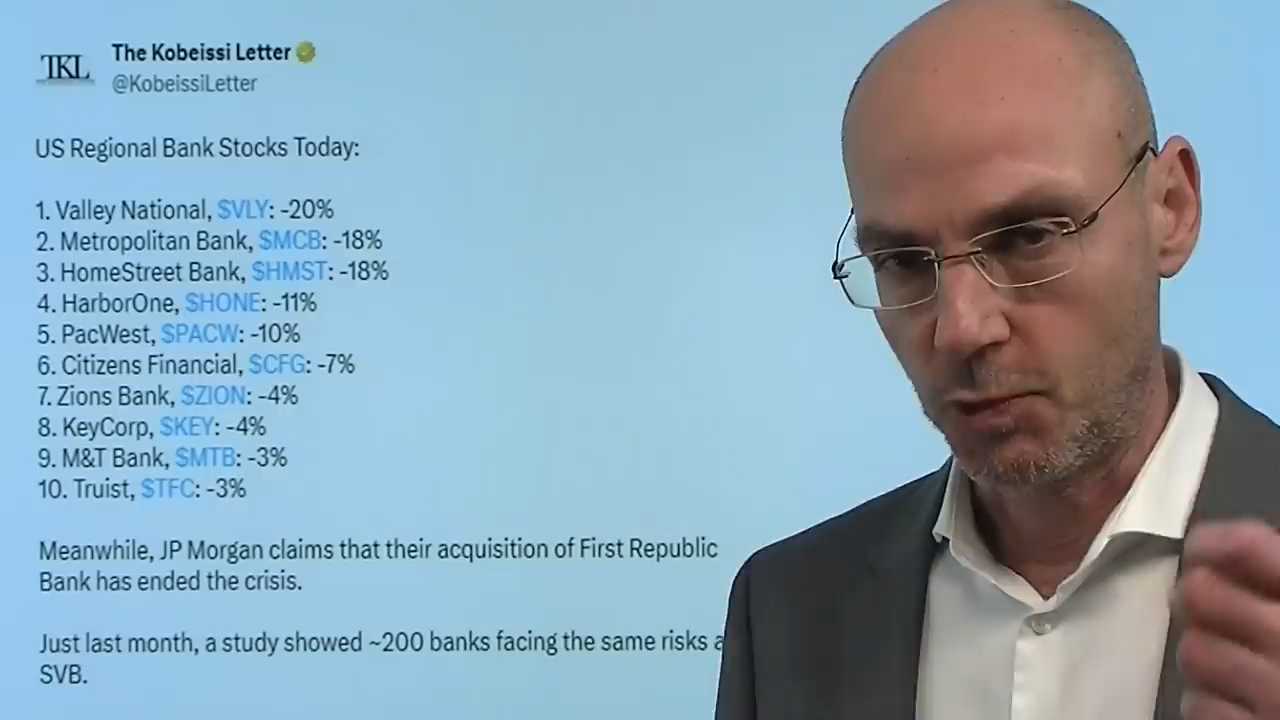 TKL
The Kobeissi Letter
@KobeissiLetter
US Regional Bank Stocks Today:
1. Valley National, $VLY: -20%
2. Metropolitan Bank, $MCB: -18%
3. HomeStreet Bank, $HMST: -18%
4. HarborOne, $HONE: -11%
5. PacWest, $PACW: -10%
6. Citizens Financial, $CFG: -7%
7. Zions Bank, $ZION: -4%
8. KeyCorp, $KEY: -4%
9. M&T Bank, $MTB: -3%
10. Truist, $TFC: -3%
Meanwhile, JP Morgan claims that their acquisition of First Republic
Bank has ended the crisis.
Just last month, a study showed ~200 banks facing the same risks
SVB.